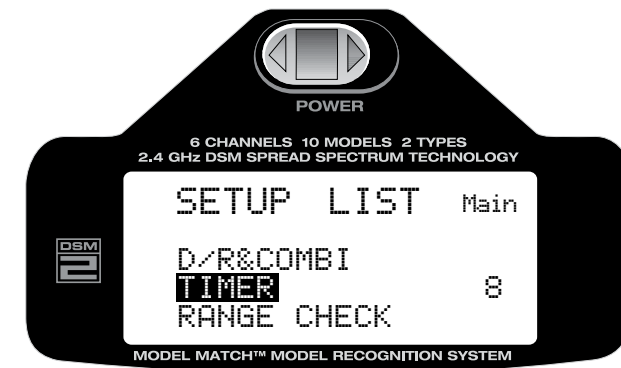 POWER
6 CHANNELS 10 MODELS 2 TYPES
2.4 GHz DSM SPREAD SPECTRUM TECHNOLOGY
SETUP LIST Main
DSM
2
D/R&COMBI
TIMER 8
RANGE CHECK
MODEL MATCH™ MODEL RECOGNITION SYSTEM